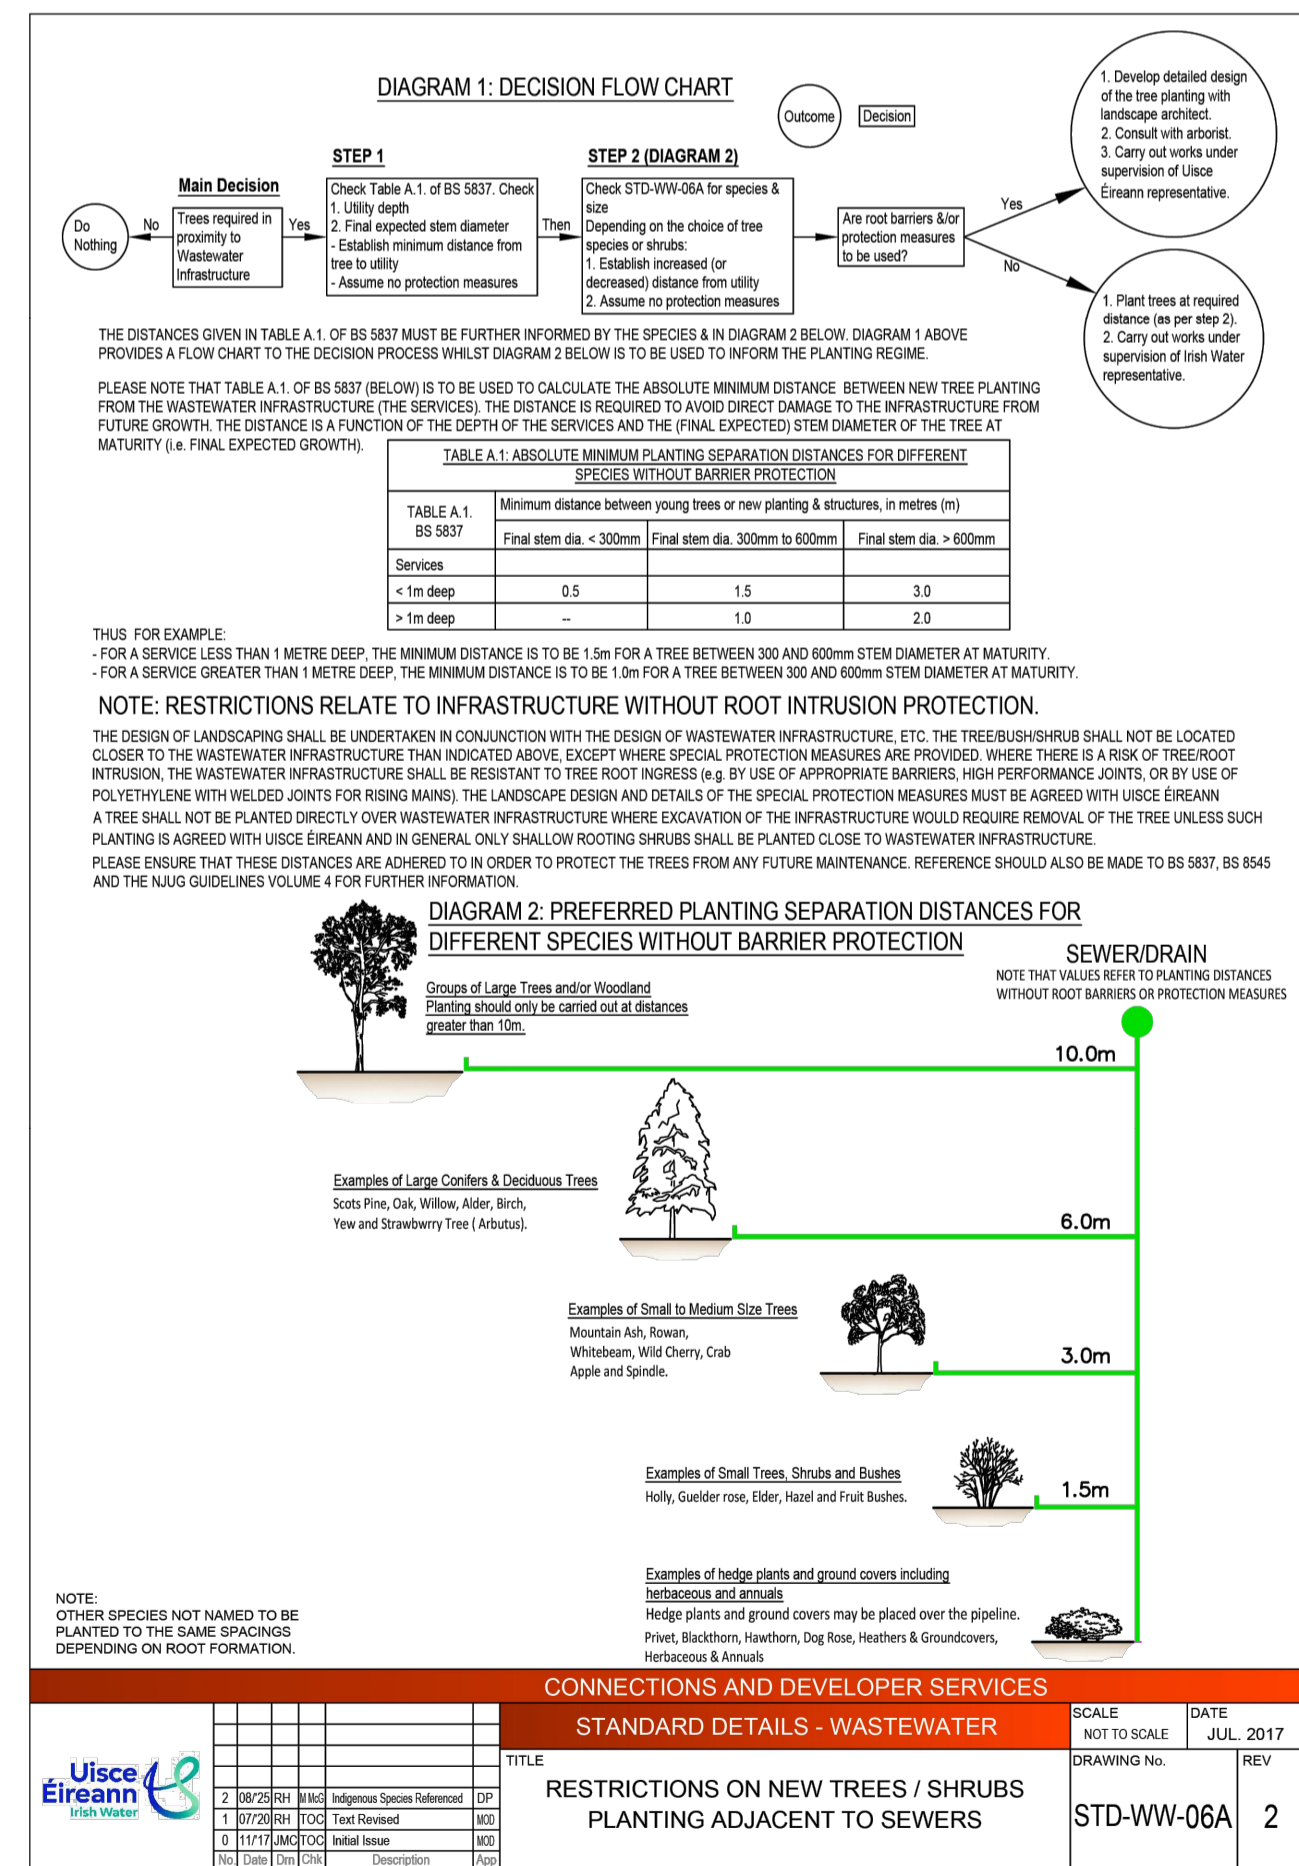 DIAGRAM 1: DECISION FLOW CHART
Outcome
Decision
Main Decision
Do
Nothing
No
Trees required in
proximity to
Wastewater
Infrastructure
Yes
STEP 1
Check Table A.1. of BS 5837. Check
1. Utility depth
2. Final expected stem diameter
- Establish minimum distance from
tree to utility
- Assume no protection measures
Then
STEP 2 (DIAGRAM 2)
Check STD-WW-06A for species &
size
Depending on the choice of tree
species or shrubs:
1. Establish increased (or
decreased) distance from utility
2. Assume no protection measures
Are root barriers &/or
protection measures
to be used?
Yes
No
1. Develop detailed design
of the tree planting with
landscape architect.
2. Consult with arborist.
3. Carry out works under
supervision of Uisce
Éireann representative.
1. Plant trees at required
distance (as per step 2).
2. Carry out works under
supervision of Irish Water
representative.
THE DISTANCES GIVEN IN TABLE A.1. OF BS 5837 MUST BE FURTHER INFORMED BY THE SPECIES & IN DIAGRAM 2 BELOW. DIAGRAM 1 ABOVE
PROVIDES A FLOW CHART TO THE DECISION PROCESS WHILST DIAGRAM 2 BELOW IS TO BE USED TO INFORM THE PLANTING REGIME.
PLEASE NOTE THAT TABLE A.1. OF BS 5837 (BELOW) IS TO BE USED TO CALCULATE THE ABSOLUTE MINIMUM DISTANCE BETWEEN NEW TREE PLANTING
FROM THE WASTEWATER INFRASTRUCTURE (THE SERVICES). THE DISTANCE IS REQUIRED TO AVOID DIRECT DAMAGE TO THE INFRASTRUCTURE FROM
FUTURE GROWTH. THE DISTANCE IS A FUNCTION OF THE DEPTH OF THE SERVICES AND THE (FINAL EXPECTED) STEM DIAMETER OF THE TREE AT
MATURITY (i.e. FINAL EXPECTED GROWTH).
TABLE A.1: ABSOLUTE MINIMUM PLANTING SEPARATION DISTANCES FOR DIFFERENT
SPECIES WITHOUT BARRIER PROTECTION
TABLE A.1.
BS 5837
Minimum distance between young trees or new planting & structures, in metres (m)
Final stem dia. < 300mm
Final stem dia. 300mm to 600mm
Final stem dia. > 600mm
Services
< 1m deep
0.5
1.5
3.0
> 1m deep
--
1.0
2.0
THUS FOR EXAMPLE:
- FOR A SERVICE LESS THAN 1 METRE DEEP, THE MINIMUM DISTANCE IS TO BE 1.5m FOR A TREE BETWEEN 300 AND 600mm STEM DIAMETER AT MATURITY.
- FOR A SERVICE GREATER THAN 1 METRE DEEP, THE MINIMUM DISTANCE IS TO BE 1.0m FOR A TREE BETWEEN 300 AND 600mm STEM DIAMETER AT MATURITY.
NOTE: RESTRICTIONS RELATE TO INFRASTRUCTURE WITHOUT ROOT INTRUSION PROTECTION.
THE DESIGN OF LANDSCAPING SHALL BE UNDERTAKEN IN CONJUNCTION WITH THE DESIGN OF WASTEWATER INFRASTRUCTURE, ETC. THE TREE/BUSH/SHRUB SHALL NOT BE LOCATED
CLOSER TO THE WASTEWATER INFRASTRUCTURE THAN INDICATED ABOVE, EXCEPT WHERE SPECIAL PROTECTION MEASURES ARE PROVIDED. WHERE THERE IS A RISK OF TREE/ROOT
INTRUSION, THE WASTEWATER INFRASTRUCTURE SHALL BE RESISTANT TO TREE ROOT INGRESS (e.g. BY USE OF APPROPRIATE BARRIERS, HIGH PERFORMANCE JOINTS, OR BY USE OF
POLYETHYLENE WITH WELDED JOINTS FOR RISING MAINS). THE LANDSCAPE DESIGN AND DETAILS OF THE SPECIAL PROTECTION MEASURES MUST BE AGREED WITH UISCE ÉIREANN
A TREE SHALL NOT BE PLANTED DIRECTLY OVER WASTEWATER INFRASTRUCTURE WHERE EXCAVATION OF THE INFRASTRUCTURE WOULD REQUIRE REMOVAL OF THE TREE UNLESS SUCH
PLANTING IS AGREED WITH UISCE ÉIREANN AND IN GENERAL ONLY SHALLOW ROOTING SHRUBS SHALL BE PLANTED CLOSE TO WASTEWATER INFRASTRUCTURE.
PLEASE ENSURE THAT THESE DISTANCES ARE ADHERED TO IN ORDER TO PROTECT THE TREES FROM ANY FUTURE MAINTENANCE. REFERENCE SHOULD ALSO BE MADE TO BS 5837, BS 8545
AND THE NJUG GUIDELINES VOLUME 4 FOR FURTHER INFORMATION.
DIAGRAM 2: PREFERRED PLANTING SEPARATION DISTANCES FOR
DIFFERENT SPECIES WITHOUT BARRIER PROTECTION
SEWER/DRAIN
NOTE THAT VALUES REFER TO PLANTING DISTANCES
WITHOUT ROOT BARRIERS OR PROTECTION MEASURES
Groups of Large Trees and/or Woodland
Planting should only be carried out at distances
greater than 10m.
10.0m
Examples of Large Conifers & Deciduous Trees
Scots Pine, Oak, Willow, Alder, Birch,
Yew and Strawbwrry Tree ( Arbutus).
6.0m
Examples of Small to Medium SIze Trees
Mountain Ash, Rowan,
Whitebeam, Wild Cherry, Crab
Apple and Spindle.
3.0m
Examples of Small Trees, Shrubs and Bushes
Holly, Guelder rose, Elder, Hazel and Fruit Bushes.
1.5m
Examples of hedge plants and ground covers including
herbaceous and annuals
Hedge plants and ground covers may be placed over the pipeline.
Privet, Blackthorn, Hawthorn, Dog Rose, Heathers & Groundcovers,
Herbaceous & Annuals
NOTE:
OTHER SPECIES NOT NAMED TO BE
PLANTED TO THE SAME SPACINGS
DEPENDING ON ROOT FORMATION.
CONNECTIONS AND DEVELOPER SERVICES
STANDARD DETAILS - WASTEWATER
SCALE
NOT TO SCALE
DATE
JUL. 2017
Uisce
Éireann
Irish Water
2 08/'25 RH M McG Indigenous Species Referenced DP
1 07/'20 RH TOC Text Revised MOD
0 11/'17 JMC TOC Initial Issue MOD
No. Date Drn Chk Description App
TITLE
RESTRICTIONS ON NEW TREES / SHRUBS
PLANTING ADJACENT TO SEWERS
DRAWING No.
STD-WW-06A
REV
2